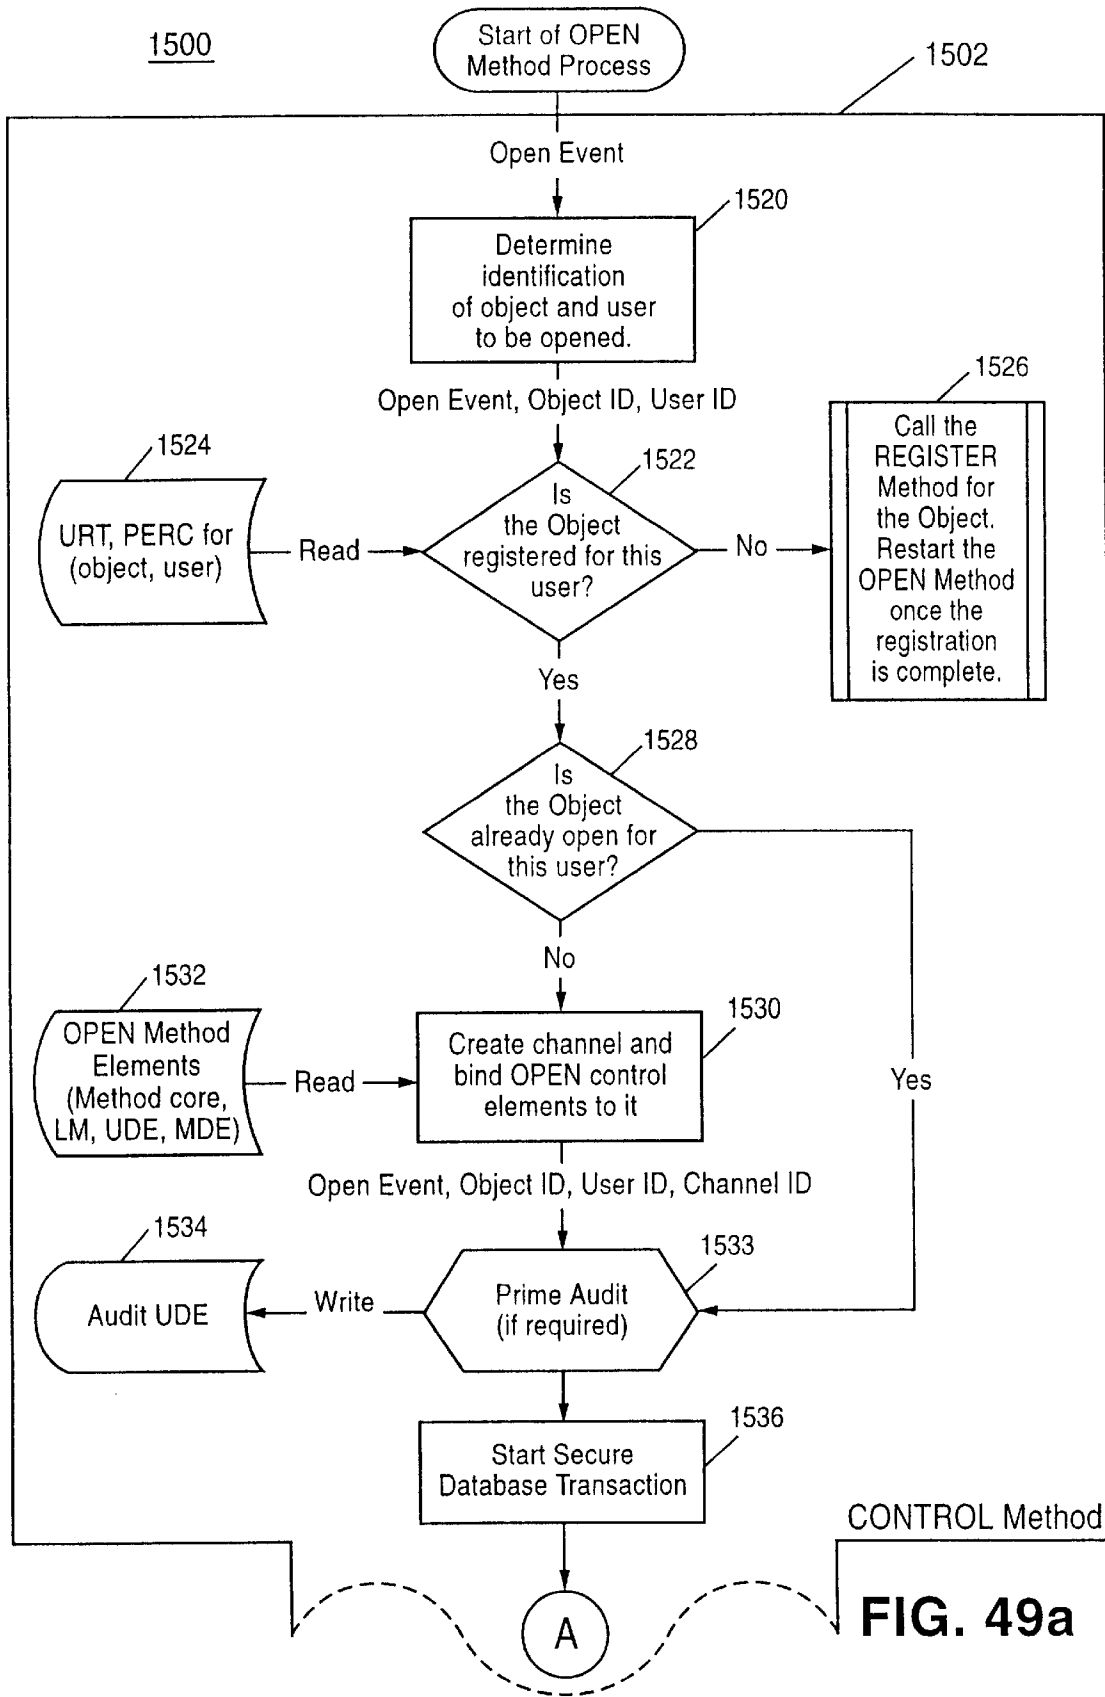 1500
Start of OPEN
Method Process
1502
Open Event
1520
Determine
identification
of object and user
to be opened.
Open Event, Object ID, User ID
1526
Call the
REGISTER
Method for
the Object.
Restart the
OPEN Method
once the
registration
is complete.
1524
URT, PERC for
(object, user)
Read
1522
Is
the Object
registered for this
user?
No
Yes
1528
Is
the Object
already open for
this user?
No
Yes
1532
OPEN Method
Elements
(Method core,
LM, UDE, MDE)
Read
1530
Create channel and
bind OPEN control
elements to it
Open Event, Object ID, User ID, Channel ID
1534
Audit UDE
Write
1533
Prime Audit
(if required)
1536
Start Secure
Database Transaction
CONTROL Method
A
FIG. 49a